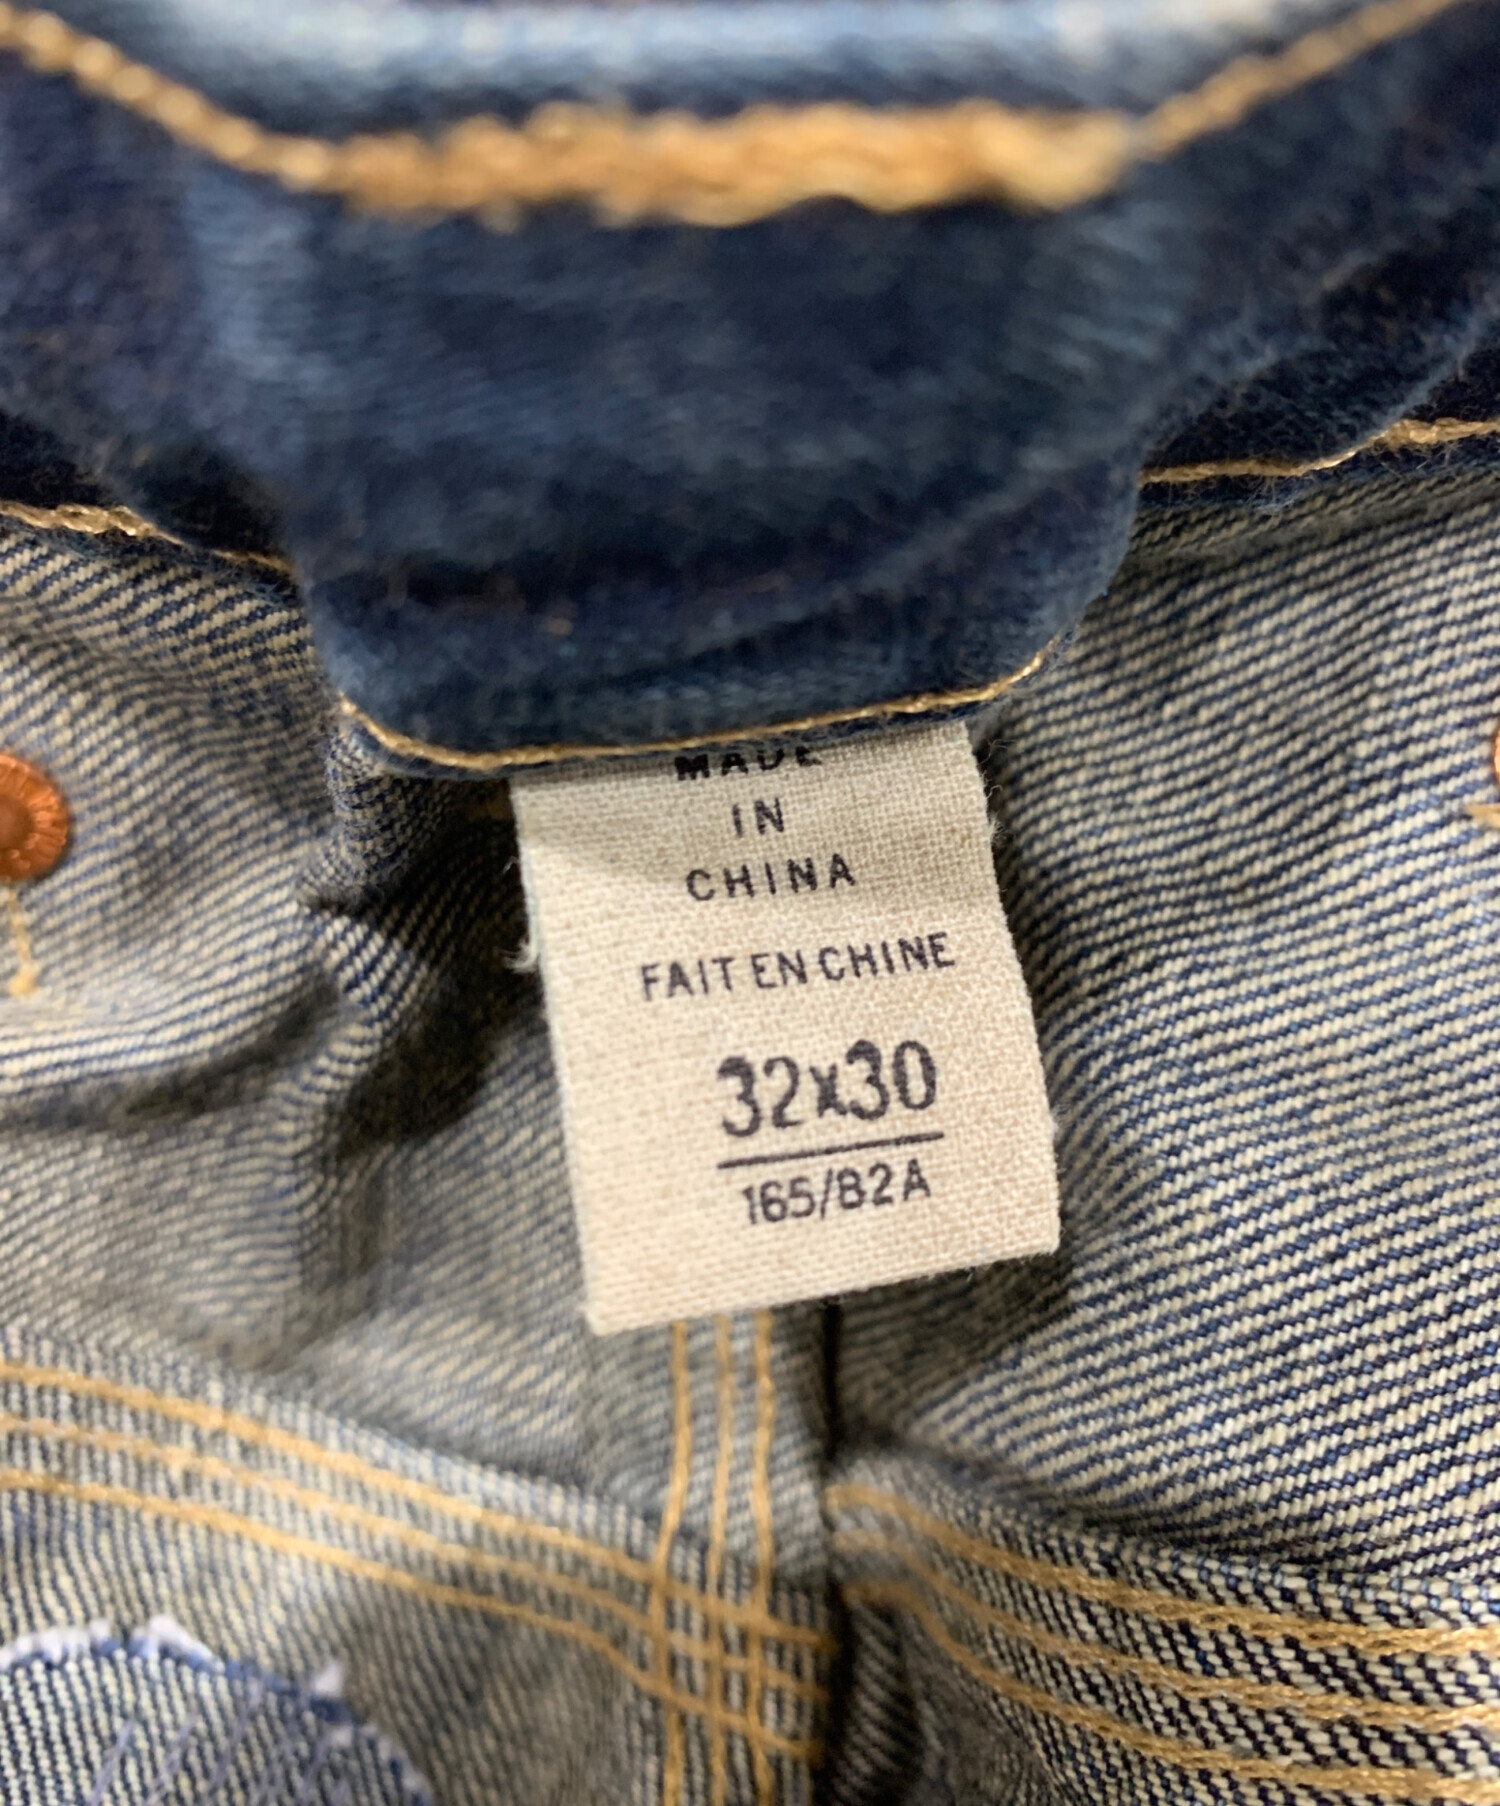 MADE
IN
CHINA
FAIT EN CHINE
32x30
165/82A